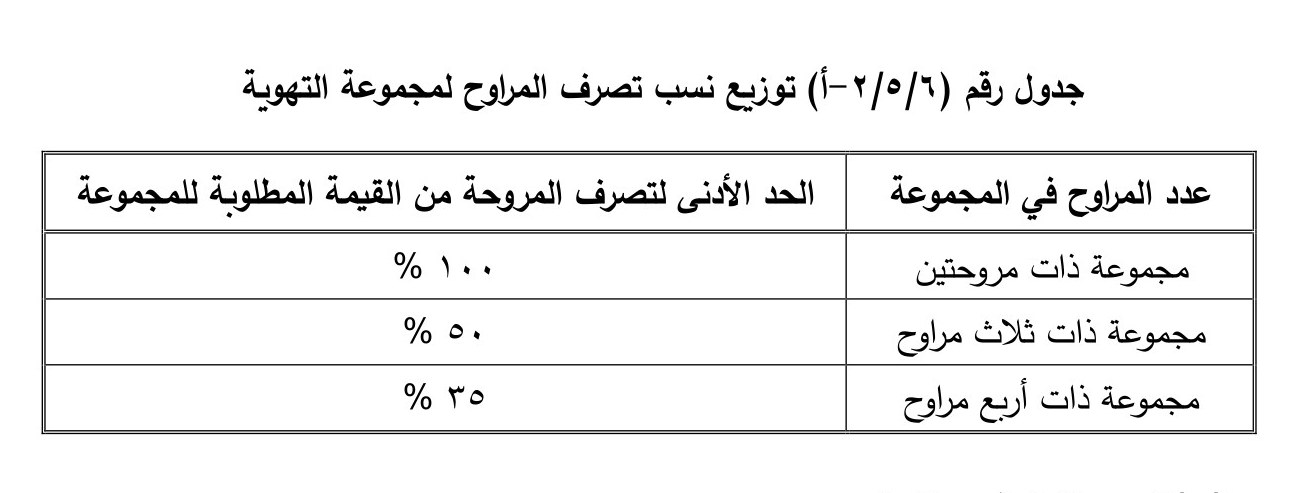 جدول رقم (٢/٥/٦-أ) توزيع نسب تصرف المراوح لمجموعة التهوية
عدد المراوح في المجموعة الحد الأدنى لتصرف المروحة من القيمة المطلوبة للمجموعة
مجموعة ذات مروحتين ١٠٠ %
مجموعة ذات ثلاث مراوح ٥٠ %
مجموعة ذات أربع مراوح ٣٥ %